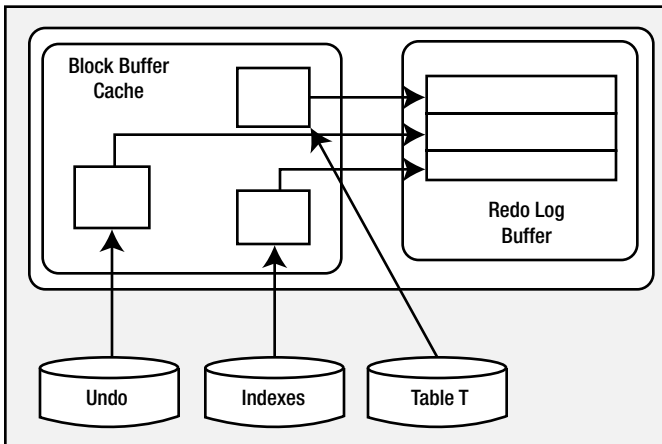 Block Buffer
Cache
Redo Log
Buffer
Undo
Indexes
Table T